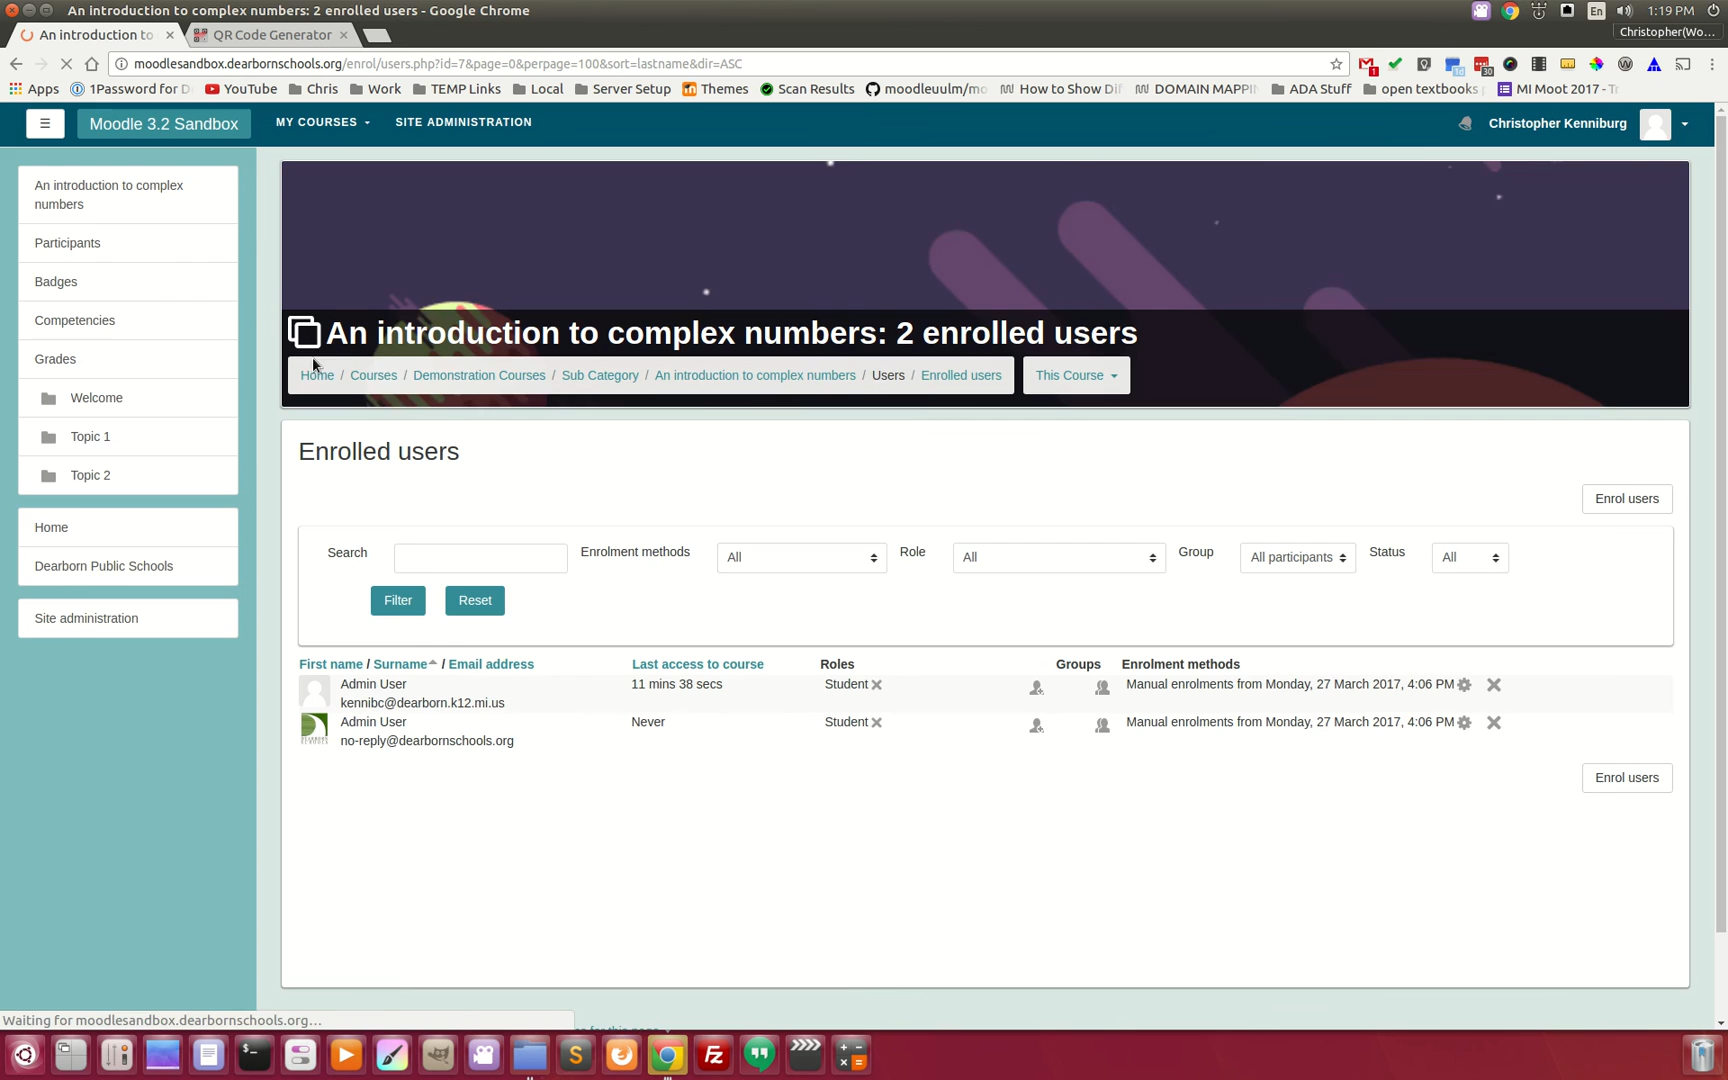 An introduction to complex numbers: 2 enrolled users - Google Chrome
En 1:19 PM
An introduction to
QR Code Generator
Christopher(Wo...
moodlesandbox.dearbornschools.org/enrol/users.php?id=7&page=0&perpage=100&sort=lastname&dir=ASC
Apps 1Password for D YouTube Chris Work TEMP Links Local Server Setup Themes Scan Results moodleuulm/mo How to Show Di DOMAIN MAPPIN ADA Stuff open textbooks MI Moot 2017 - Tr
Moodle 3.2 Sandbox
MY COURSES
SITE ADMINISTRATION
Christopher Kenniburg
An introduction to complex
numbers
Participants
Badges
Competencies
Grades
Welcome
Topic 1
Topic 2
Home
Dearborn Public Schools
Site administration
An introduction to complex numbers: 2 enrolled users
Home / Courses / Demonstration Courses / Sub Category / An introduction to complex numbers / Users / Enrolled users
This Course
Enrolled users
Enrol users
Search
Enrolment methods All
Role All
Group All participants
Status All
Filter
Reset
First name / Surname / Email address Last access to course Roles Groups Enrolment methods
Admin User 11 mins 38 secs Student Manual enrolments from Monday, 27 March 2017, 4:06 PM
kennibc@dearborn.k12.mi.us
Admin User Never Student Manual enrolments from Monday, 27 March 2017, 4:06 PM
no-reply@dearbornschools.org
Enrol users
Waiting for moodlesandbox.dearbornschools.org...
for this page